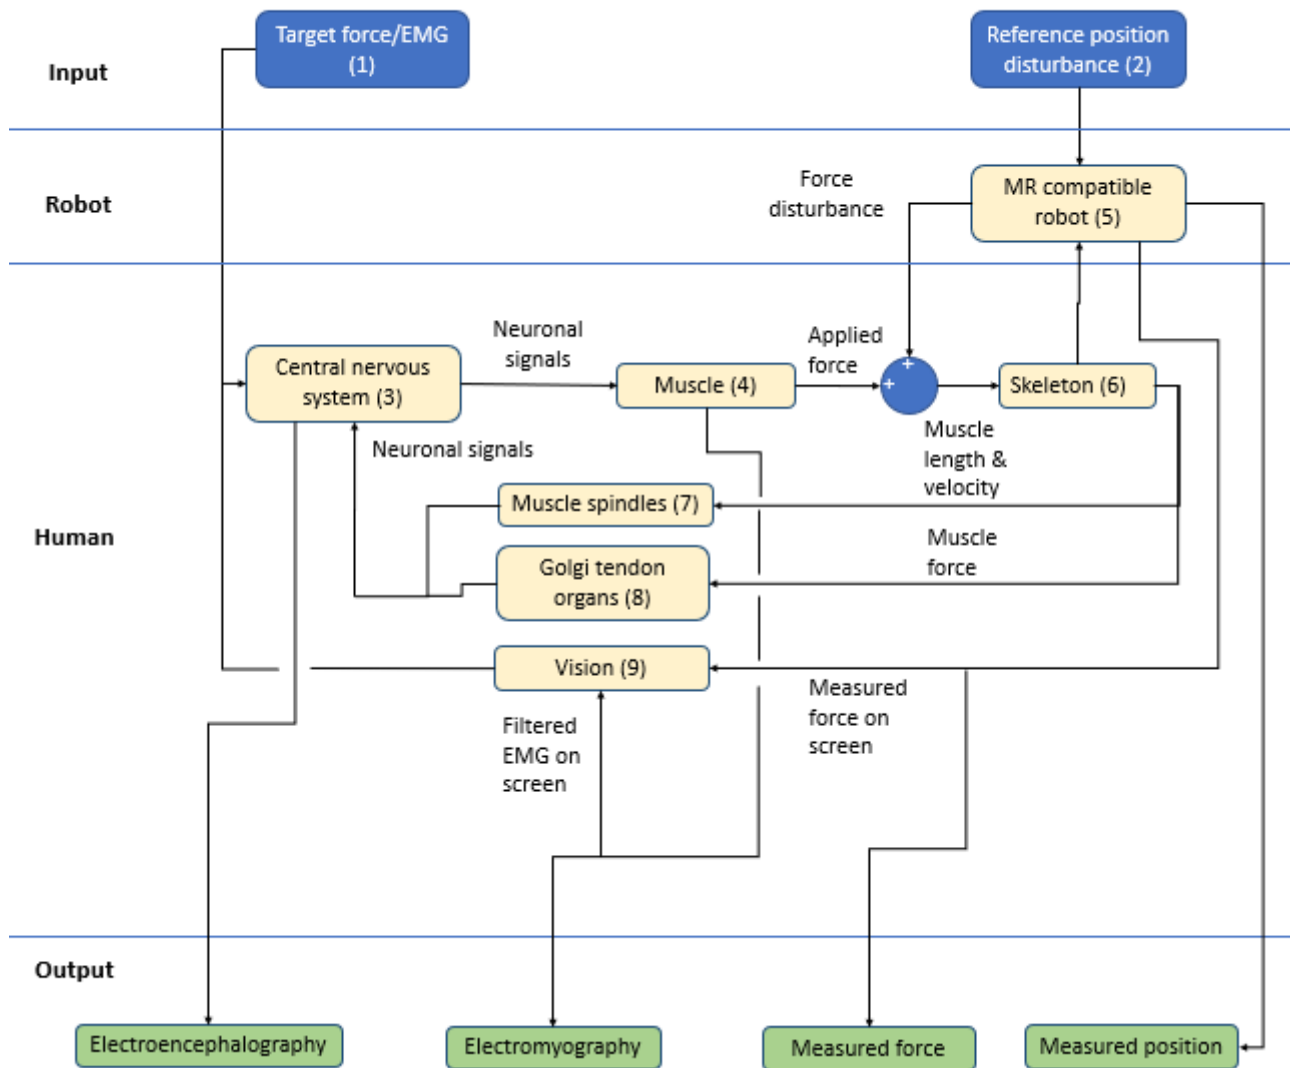 Target force/EMG
(1)
Reference position
disturbance (2)
Input
Robot
Force
disturbance
MR compatible
robot (5)
Neuronal
signals
Applied
force
Central nervous
system (3)
Muscle (4)
+
+
Skeleton (6)
Neuronal signals
Muscle
length &
velocity
Muscle spindles (7)
Human
Muscle
force
Golgi tendon
organs (8)
Vision (9)
Filtered
EMG on
screen
Measured
force on
screen
Output
Electroencephalography
Electromyography
Measured force
Measured position